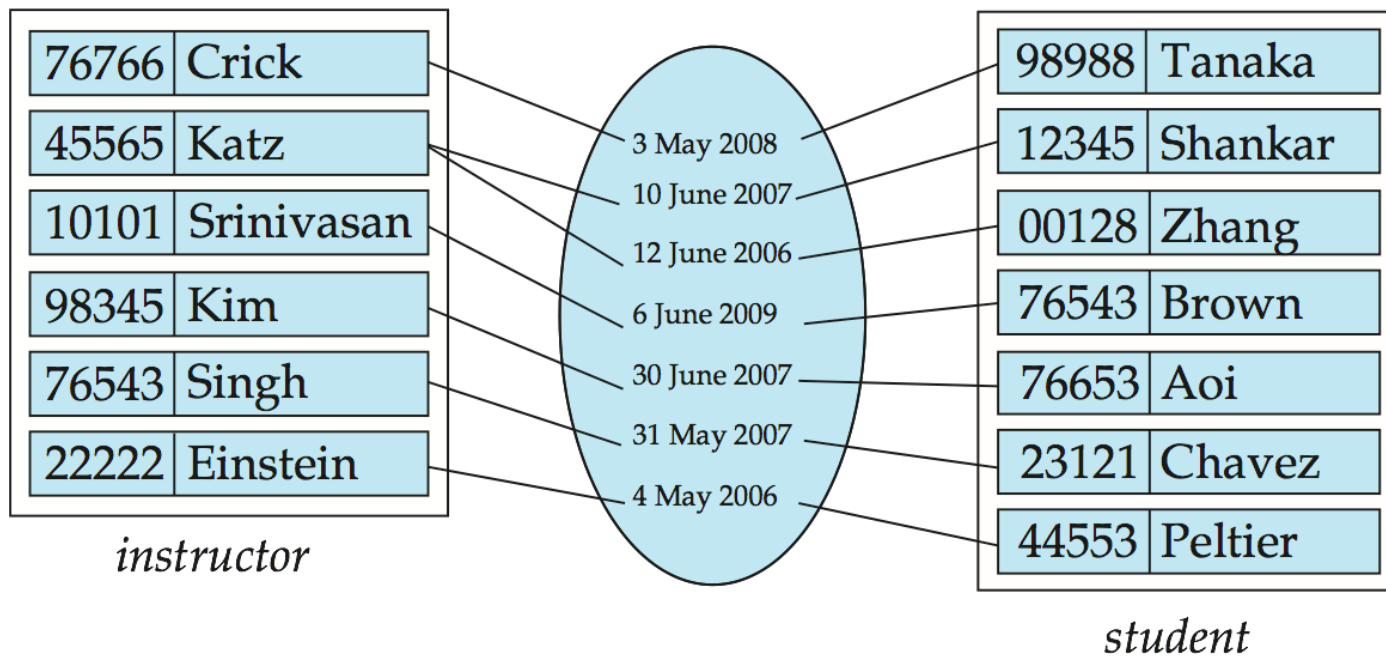 76766 Crick
45565 Katz
10101 Srinivasan
98345 Kim
76543 Singh
22222 Einstein
instructor
3 May 2008
10 June 2007
12 June 2006
6 June 2009
30 June 2007
31 May 2007
4 May 2006
98988 Tanaka
12345 Shankar
00128 Zhang
76543 Brown
76653 Aoi
23121 Chavez
44553 Peltier
student